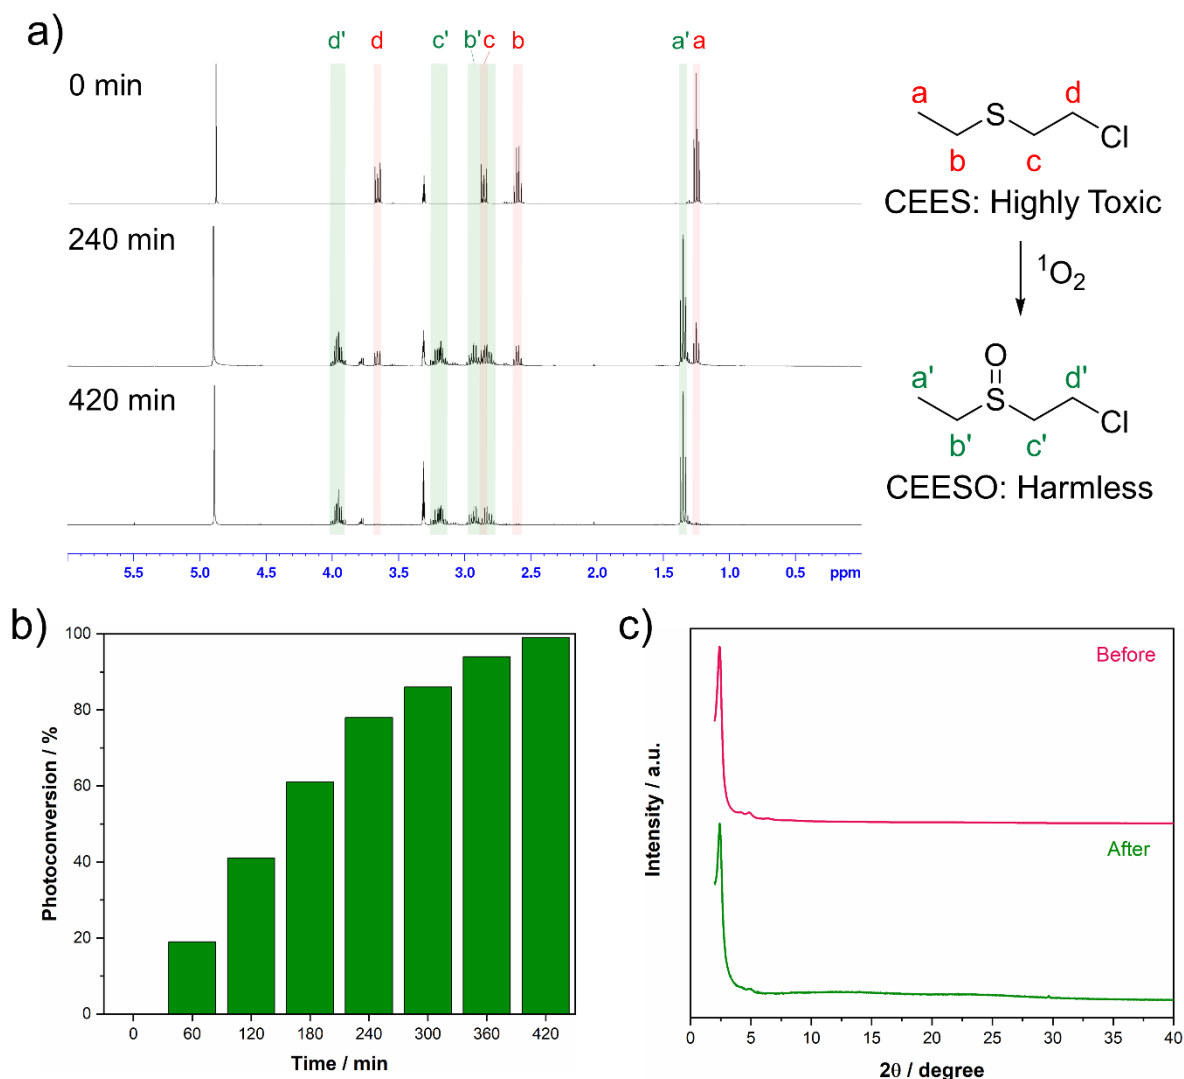 a)
d' d c' b' c b a' a
0 min
240 min
420 min
5.5 5.0 4.5 4.0 3.5 3.0 2.5 2.0 1.5 1.0 0.5 ppm
a d
S
Cl
b c
CEES: Highly Toxic
¹O₂
O
a' d'
S
Cl
b' c'
CEESO: Harmless
b)
100
80
60
40
20
0
Photoconversion / %
0 60 120 180 240 300 360 420
Time / min
c)
Before
After
Intensity / a.u.
0 5 10 15 20 25 30 35 40
2θ / degree